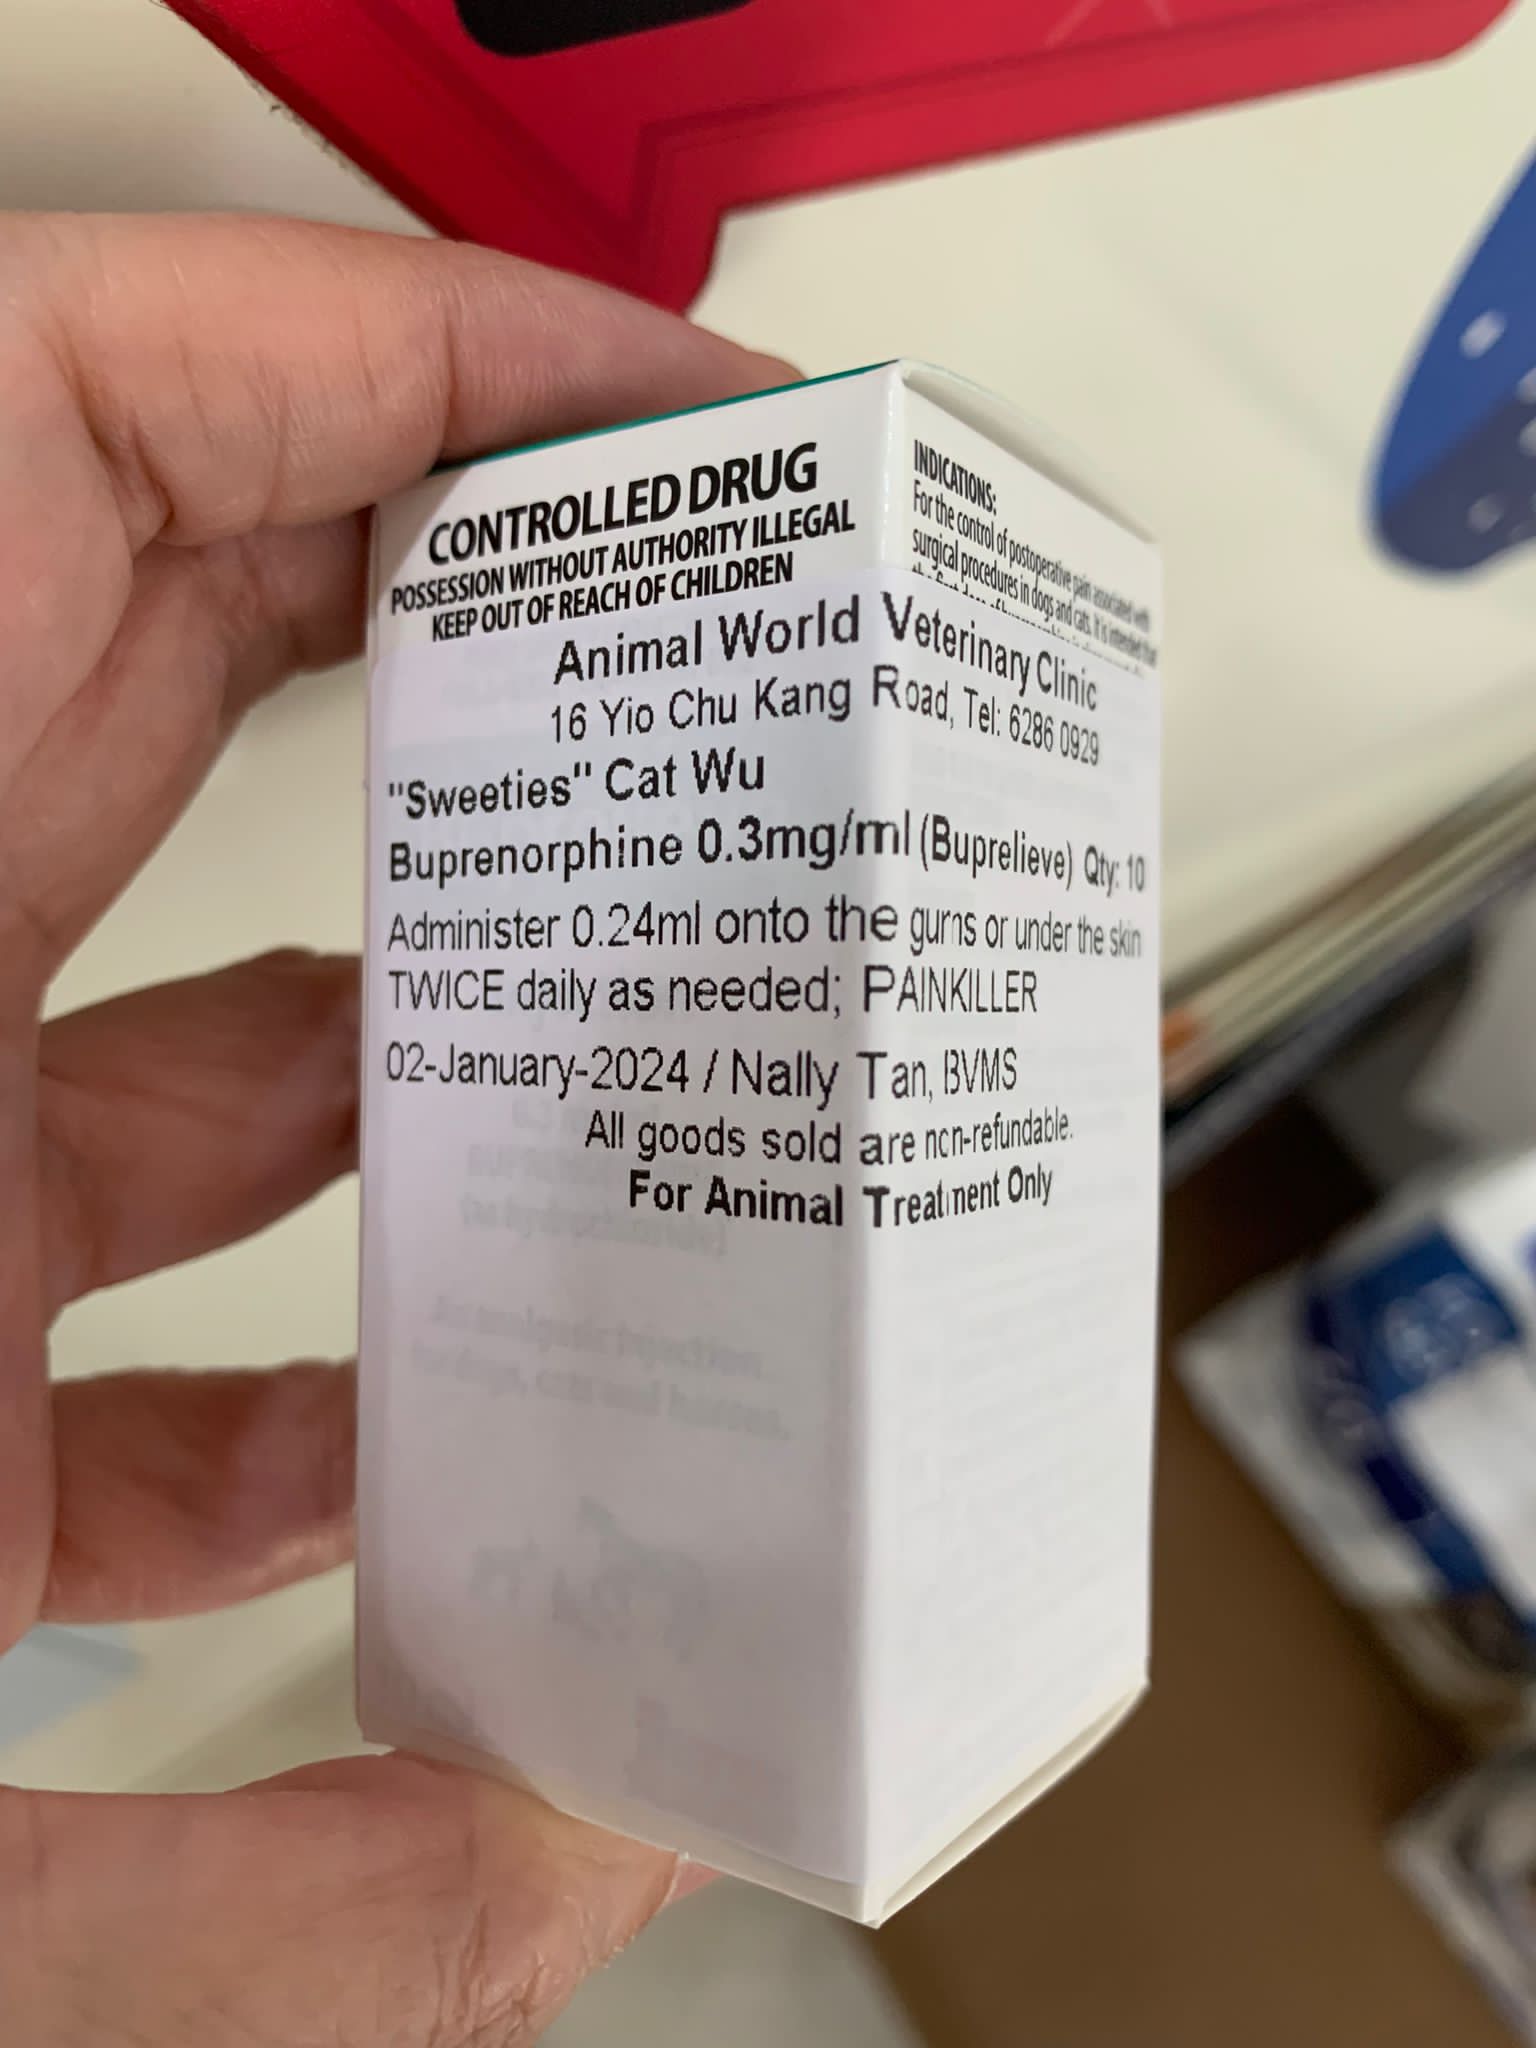 CONTROLLED DRUG
POSSESSION WITHOUT AUTHORITY ILLEGAL
KEEP OUT OF REACH OF CHILDREN
INDICATIONS:
For the control of postoperative pain associated with
surgical procedures in dogs and cats. It is intended that
Animal World Veterinary Clinic
16 Yio Chu Kang Road, Tel: 6286 0929
"Sweeties" Cat Wu
Buprenorphine 0.3mg/ml (Buprelieve) Qty: 10
Administer 0.24ml onto the gums or under the skin
TWICE daily as needed; PAINKILLER
02-January-2024 / Nally Tan, BVMS
All goods sold are non-refundable.
For Animal Treatment Only